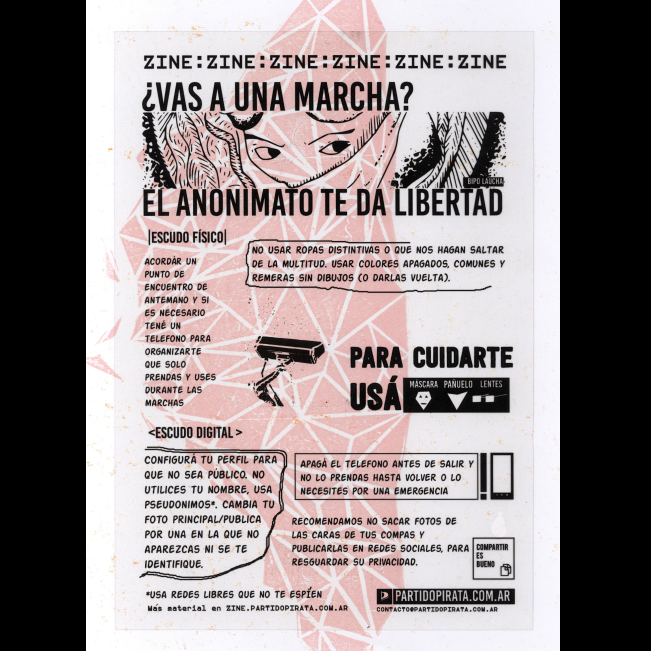 ZINE:ZINE:ZINE:ZINE:ZINE:ZINE
¿VAS A UNA MARCHA?
BIPO LAUCHA
EL ANONIMATO TE DA LIBERTAD
|ESCUDO FÍSICO|
ACORDÁR UN
PUNTO DE
ENCUENTRO DE
ANTEMANO Y SI
ES NECESARIO
TENÉ UN
TELEFONO PARA
ORGANIZARTE
QUE SOLO
PRENDAS Y USES
DURANTE LAS
MARCHAS
NO USAR ROPAS DISTINTIVAS O QUE NOS HAGAN SALTAR
DE LA MULTITUD. USAR COLORES APAGADOS, COMUNES Y
REMERAS SIN DIBUJOS (O DARLAS VUELTA).
PARA CUIDARTE
USÁ
MÁSCARA PAÑUELO LENTES
<ESCUDO DIGITAL >
CONFIGURÁ TU PERFIL PARA
QUE NO SEA PÚBLICO. NO
UTILICES TU NOMBRE, USA
PSEUDONIMOS*. CAMBIA TU
FOTO PRINCIPAL/PUBLICA
POR UNA EN LA QUE NO
APAREZCAS NI SE TE
IDENTIFIQUE.
APAGÁ EL TELEFONO ANTES DE SALIR Y
NO LO PRENDAS HASTA VOLVER O LO
NECESITES POR UNA EMERGENCIA
RECOMENDAMOS NO SACAR FOTOS DE
LAS CARAS DE TUS COMPAS Y
PUBLICARLAS EN REDES SOCIALES, PARA
RESGUARDAR SU PRIVACIDAD.
COMPARTIR
ES
BUENO
*USA REDES LIBRES QUE NO TE ESPÍEN
Más material en ZINE.PARTIDOPIRATA.COM.AR
PARTIDOPIRATA.COM.AR
CONTACTO@PARTIDOPIRATA.COM.AR